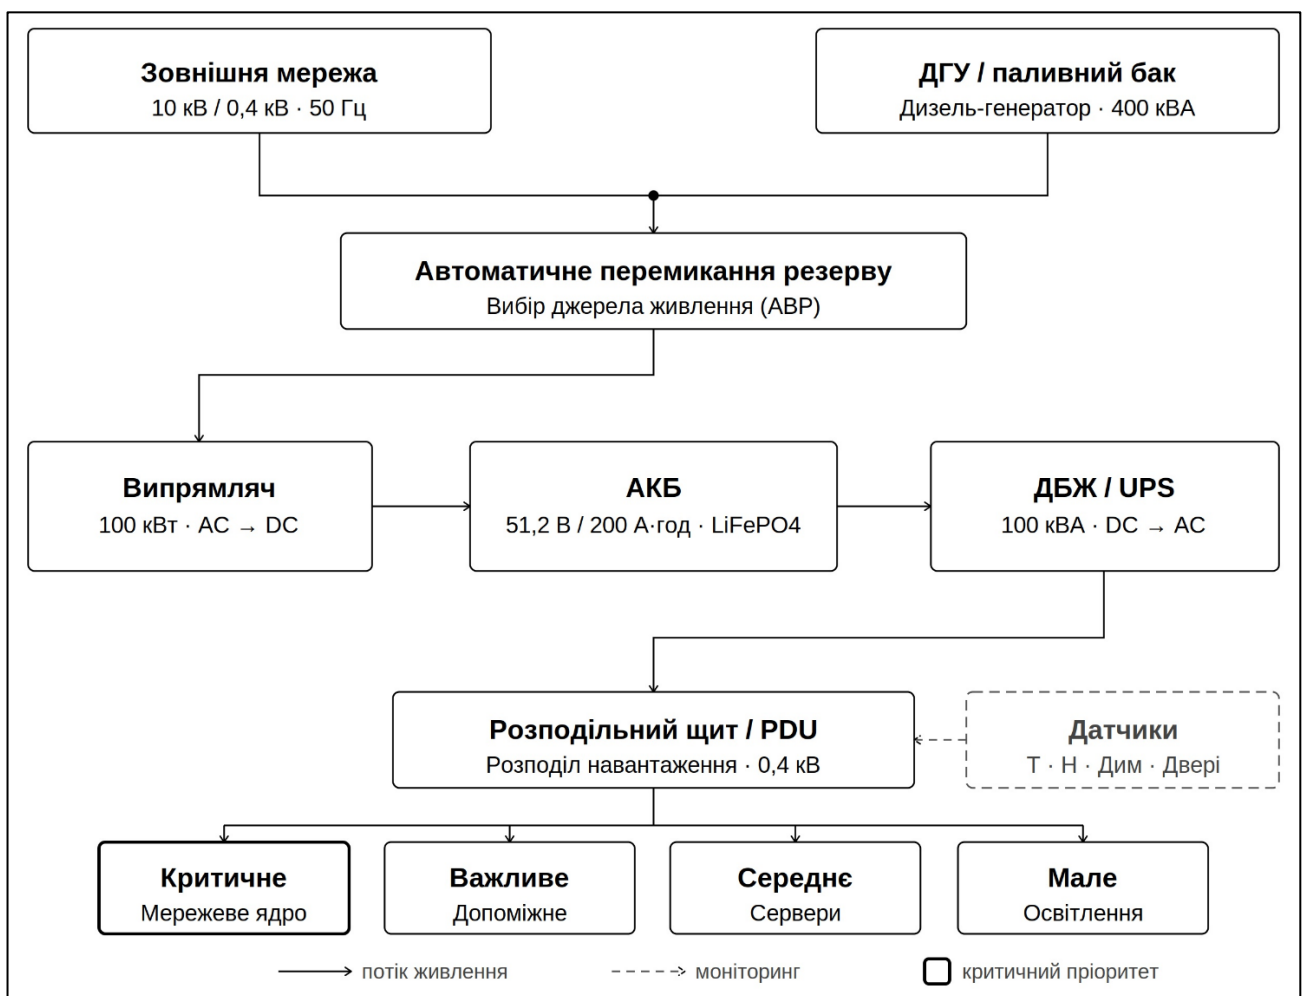 Зовнішня мережа
10 кВ / 0,4 кВ · 50 Гц
ДГУ / паливний бак
Дизель-генератор · 400 кВА
Автоматичне перемикання резерву
Вибір джерела живлення (АВР)
Випрямляч
100 кВт · AC → DC
АКБ
51,2 В / 200 А·год · LiFePO4
ДБЖ / UPS
100 кВА · DC → AC
Розподільний щит / PDU
Розподіл навантаження · 0,4 кВ
Датчики
Т · Н · Дим · Двері
Критичне
Мережеве ядро
Важливе
Допоміжне
Середнє
Сервери
Мале
Освітлення
потік живлення
моніторинг
критичний пріоритет